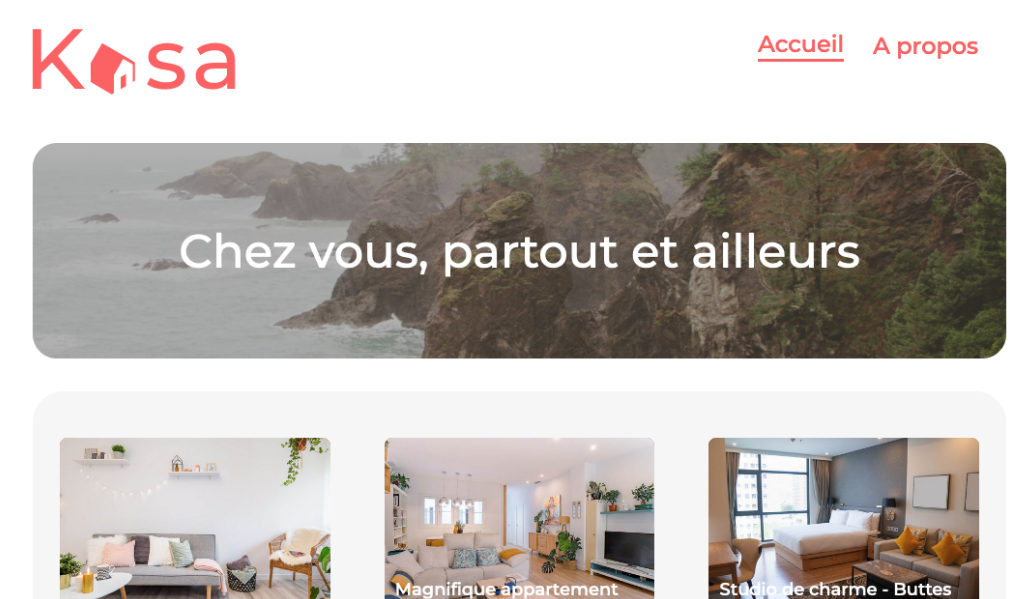 Kasa
Accueil
A propos
Chez vous, partout et ailleurs
Magnifique appartement
Studio de charme - Buttes